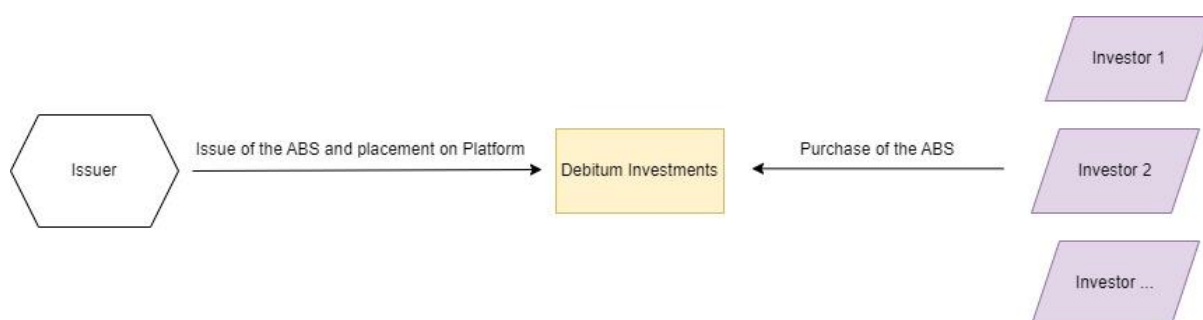 Investor 1
Issue of the ABS and placement on Platform
Purchase of the ABS
Issuer
Debitum Investments
Investor 2
Investor ...